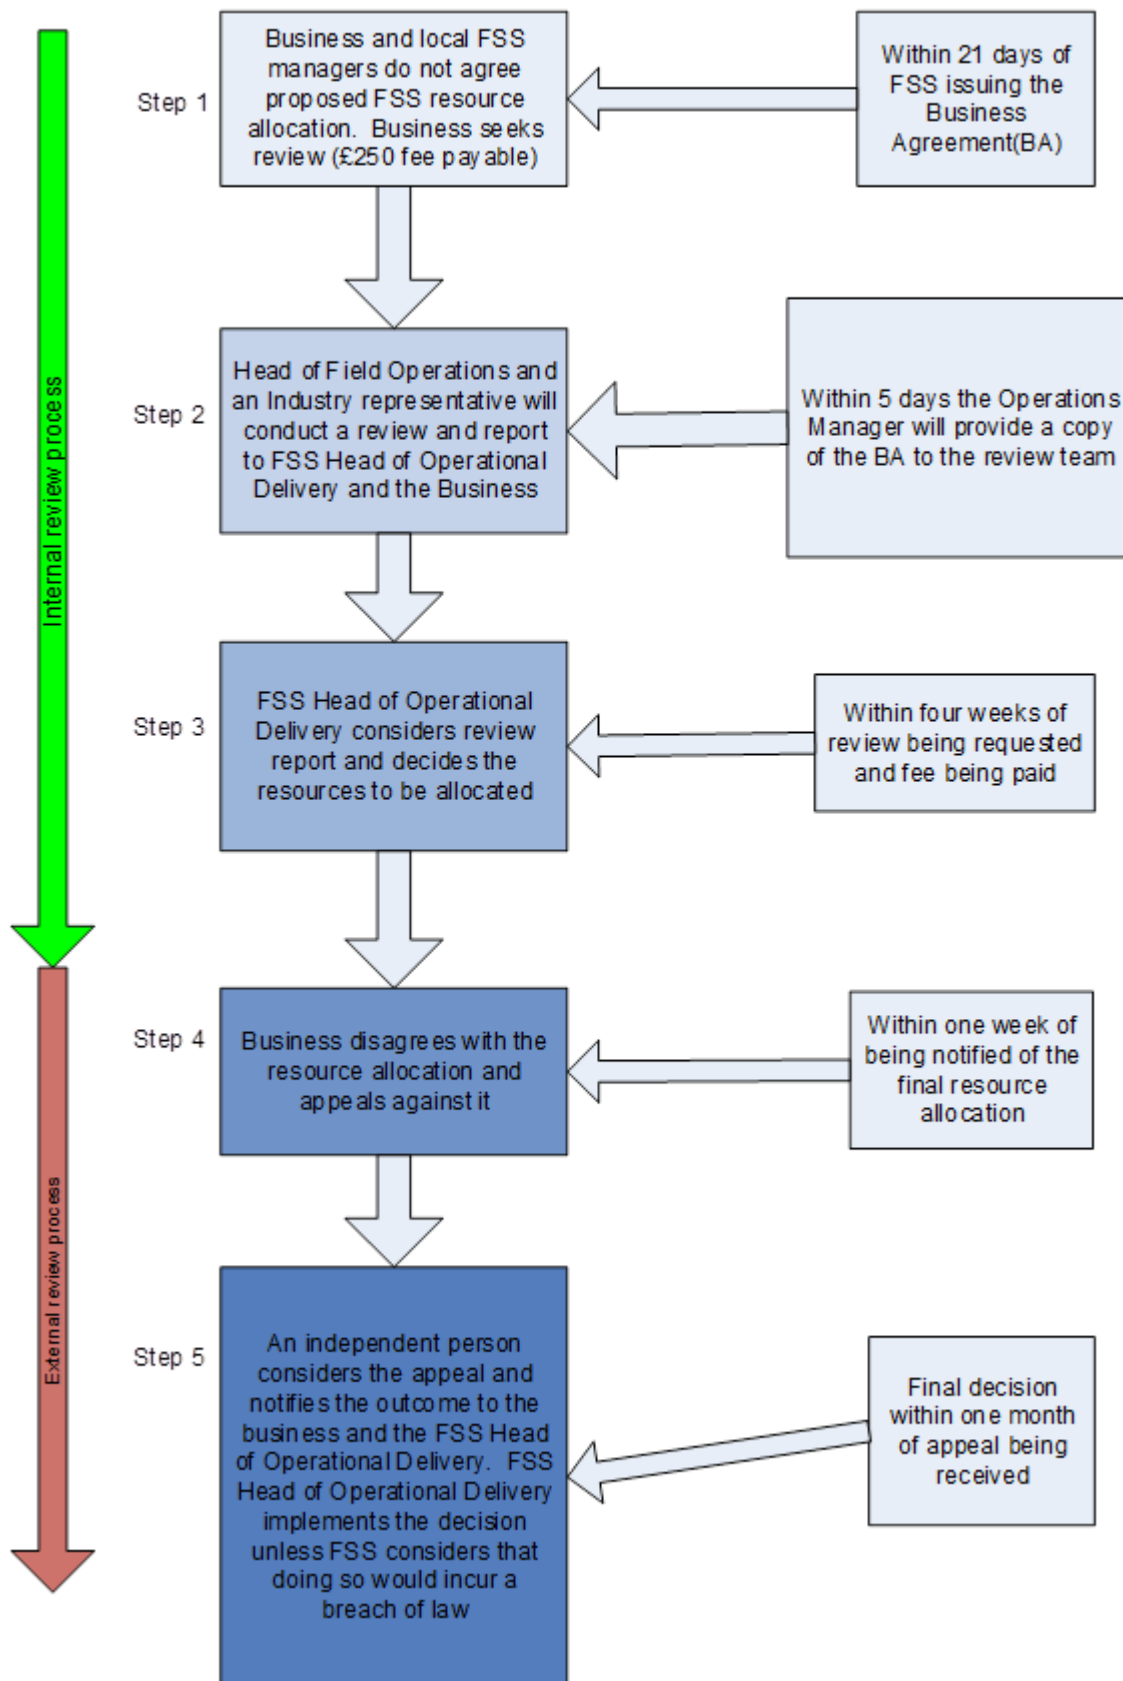 Step 1
Business and local FSS
managers do not agree
proposed FSS resource
allocation.  Business seeks
review (£250 fee payable)
Within 21 days of
FSS issuing the
Business
Agreement(BA)
Internal review process
Step 2
Head of Field Operations and
an Industry representative will
conduct a review and report
to FSS Head of Operational
Delivery and the Business
Within 5 days the Operations
Manager will provide a copy
of the BA to the review team
Step 3
FSS Head of Operational
Delivery considers review
report and decides the
resources to be allocated
Within four weeks of
review being requested
and fee being paid
Step 4
Business disagrees with the
resource allocation and
appeals against it
Within one week of
being notified of the
final resource
allocation
External review process
Step 5
An independent person
considers the appeal and
notifies the outcome to the
business and the FSS Head
of Operational Delivery.  FSS
Head of Operational Delivery
implements the decision
unless FSS considers that
doing so would incur a
breach of law
Final decision
within one month
of appeal being
received